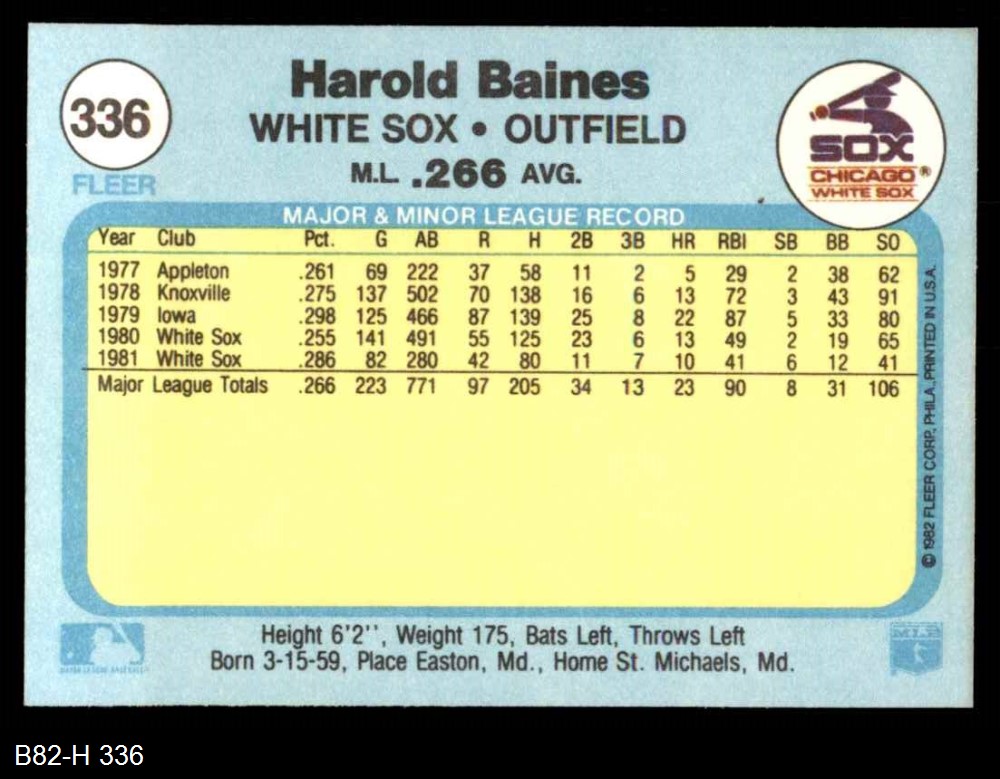 336
FLEER
Harold Baines
WHITE SOX • OUTFIELD
M.L. .266 AVG.
SOX
CHICAGO ®
WHITE SOX
MAJOR & MINOR LEAGUE RECORD
Year Club Pct. G AB R H 2B 3B HR RBI SB BB SO
1977 Appleton .261 69 222 37 58 11 2 5 29 2 38 62
1978 Knoxville .275 137 502 70 138 16 6 13 72 3 43 91
1979 Iowa .298 125 466 87 139 25 8 22 87 5 33 80
1980 White Sox .255 141 491 55 125 23 6 13 49 2 19 65
1981 White Sox .286 82 280 42 80 11 7 10 41 6 12 41
Major League Totals .266 223 771 97 205 34 13 23 90 8 31 106
© 1982 FLEER CORP., PHILA., PRINTED IN U.S.A.
Height 6'2'', Weight 175, Bats Left, Throws Left
Born 3-15-59, Place Easton, Md., Home St. Michaels, Md.
MAJOR LEAGUE BASEBALL
B82-H 336